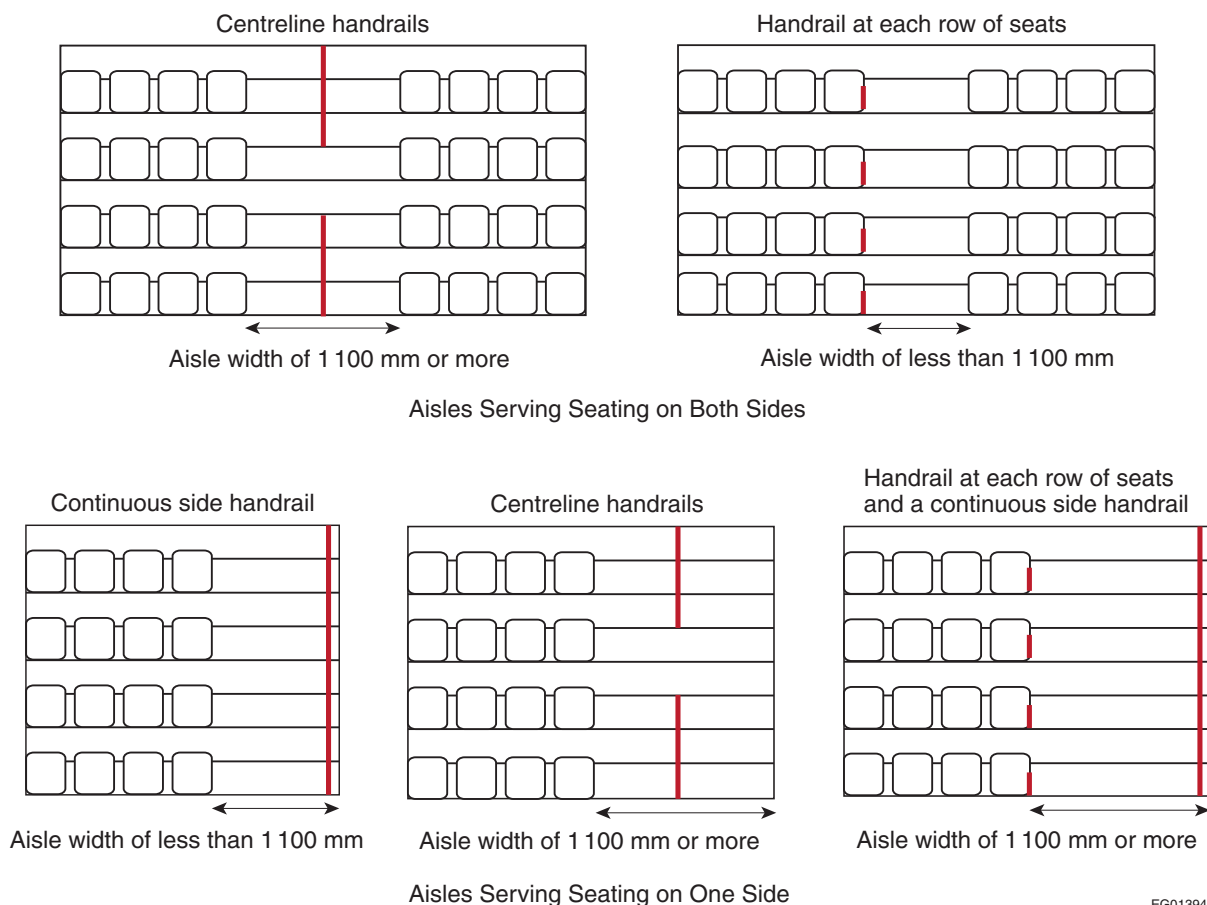 Centreline handrails
Handrail at each row of seats
Aisle width of 1 100 mm or more
Aisle width of less than 1 100 mm
Aisles Serving Seating on Both Sides
Continuous side handrail
Centreline handrails
Handrail at each row of seats
and a continuous side handrail
Aisle width of less than 1 100 mm
Aisle width of 1 100 mm or more
Aisle width of 1 100 mm or more
Aisles Serving Seating on One Side
EG01394